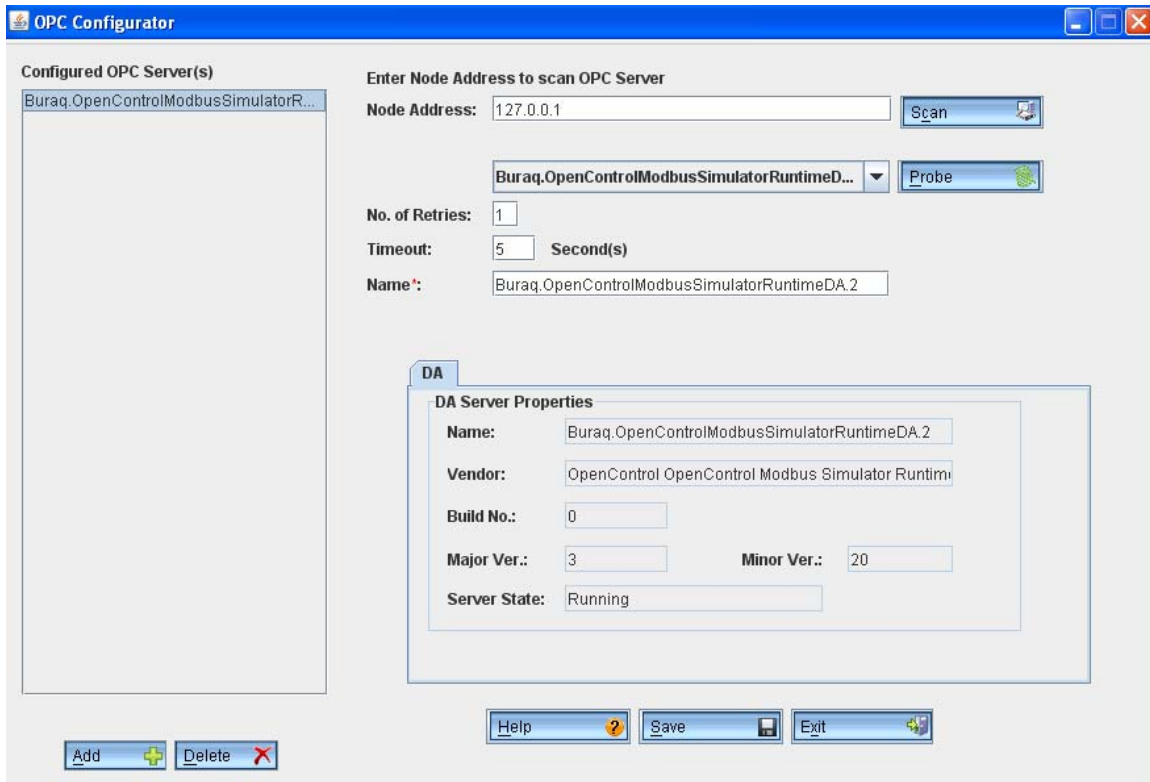 OPC Configurator
Configured OPC Server(s)
Buraq.OpenControlModbusSimulatorR...
Enter Node Address to scan OPC Server
Node Address: 127.0.0.1 Scan
Buraq.OpenControlModbusSimulatorRuntimeD... Probe
No. of Retries: 1
Timeout: 5 Second(s)
Name*: Buraq.OpenControlModbusSimulatorRuntimeDA.2
DA
DA Server Properties
Name: Buraq.OpenControlModbusSimulatorRuntimeDA.2
Vendor: OpenControl OpenControl Modbus Simulator Runtim
Build No.: 0
Major Ver.: 3 Minor Ver.: 20
Server State: Running
Help ? Save Exit
Add Delete